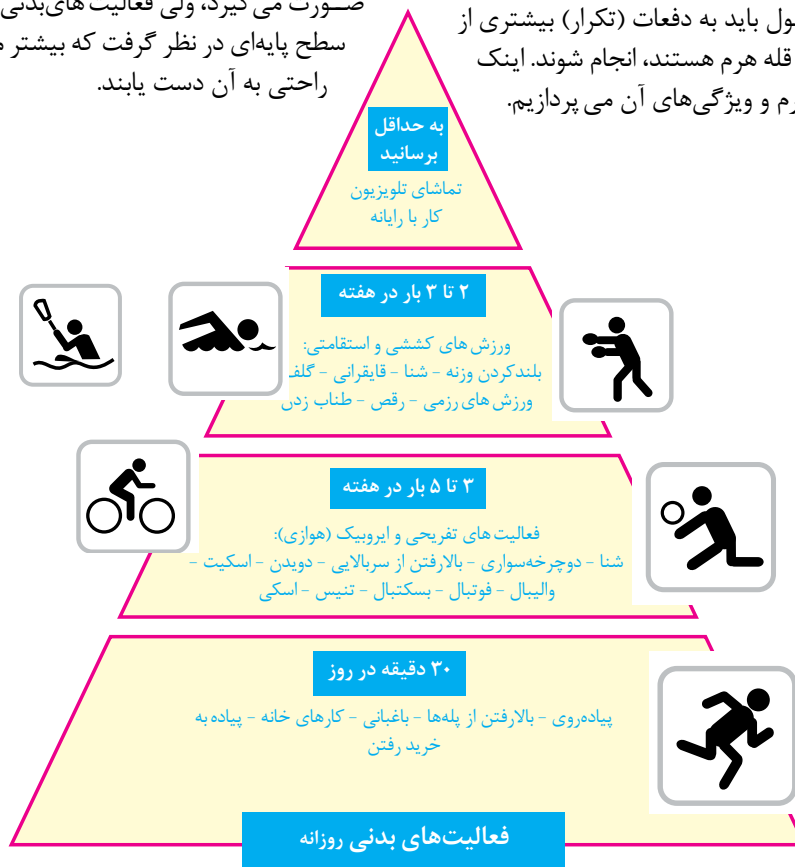 ول باید به دفعات (تکرار) بیشتری از
قله هرم هستند، انجام شوند. اینک
رم و ویژگی‌های آن می پردازیم.
صورت می گیرد، ولی فعالیت های‌بدنی
سطح پایه‌ای در نظر گرفت که بیشتر
راحتی به آن دست یابند.
به حداقل
برسانید
تماشای تلویزیون
کار با رایانه
۲ تا ۳ بار در هفته
ورزش های کششی و استقامتی:
بلندکردن وزنه - شنا - قایقرانی - گلف
ورزش های رزمی - رقص - طناب زدن
۳ تا ۵ بار در هفته
فعالیت های تفریحی و ایروبیک (هوازی):
شنا - دوچرخه‌سواری - بالارفتن از سربالایی - دویدن - اسکیت -
والیبال - فوتبال - بسکتبال - تنیس - اسکی
۳۰ دقیقه در روز
پیاده‌روی - بالارفتن از پله‌ها - باغبانی - کارهای خانه - پیاده به
خرید رفتن
فعالیت‌های بدنی روزانه